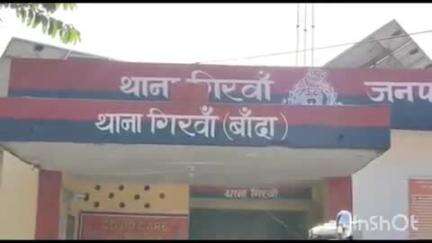 थाना गिरवाँ जनप
थाना गिरवाँ (बाँदा)
थाना गिरवाँ
InShOt